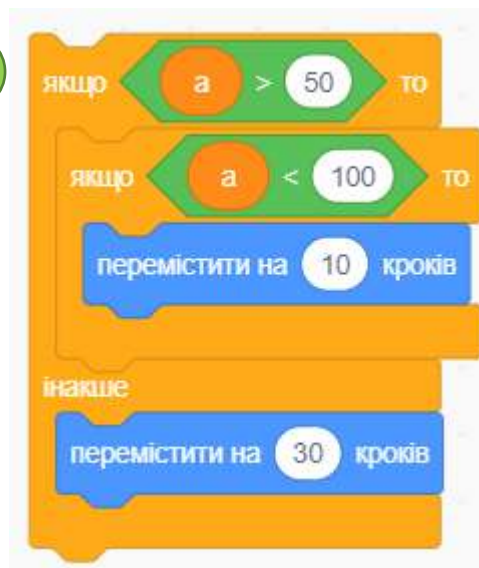 якщо a > 50 то
якщо a < 100 то
перемістити на 10 кроків
інакше
перемістити на 30 кроків